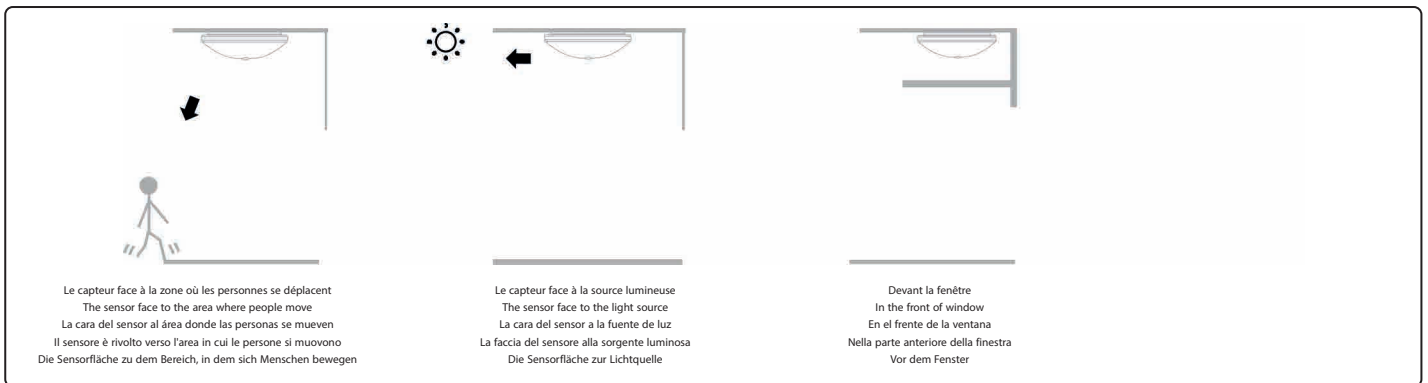 Le capteur face à la zone où les personnes se déplacent
The sensor face to the area where people move
La cara del sensor al área donde las personas se mueven
Il sensore è rivolto verso l'area in cui le persone si muovono
Die Sensorfläche zu dem Bereich, in dem sich Menschen bewegen
Le capteur face à la source lumineuse
The sensor face to the light source
La cara del sensor a la fuente de luz
La faccia del sensore alla sorgente luminosa
Die Sensorfläche zur Lichtquelle
Devant la fenêtre
In the front of window
En el frente de la ventana
Nella parte anteriore della finestra
Vor dem Fenster